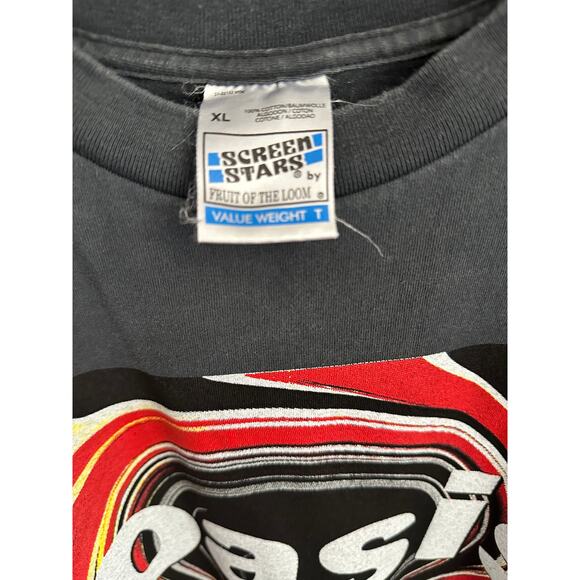 XL
100% COTTON/BAUMWOLLE
ALGODON / COTON
COTONE / ALGODAO
SCREEN
STARS ®
by
FRUIT OF THE LOOM ®
VALUE WEIGHT T
oasis